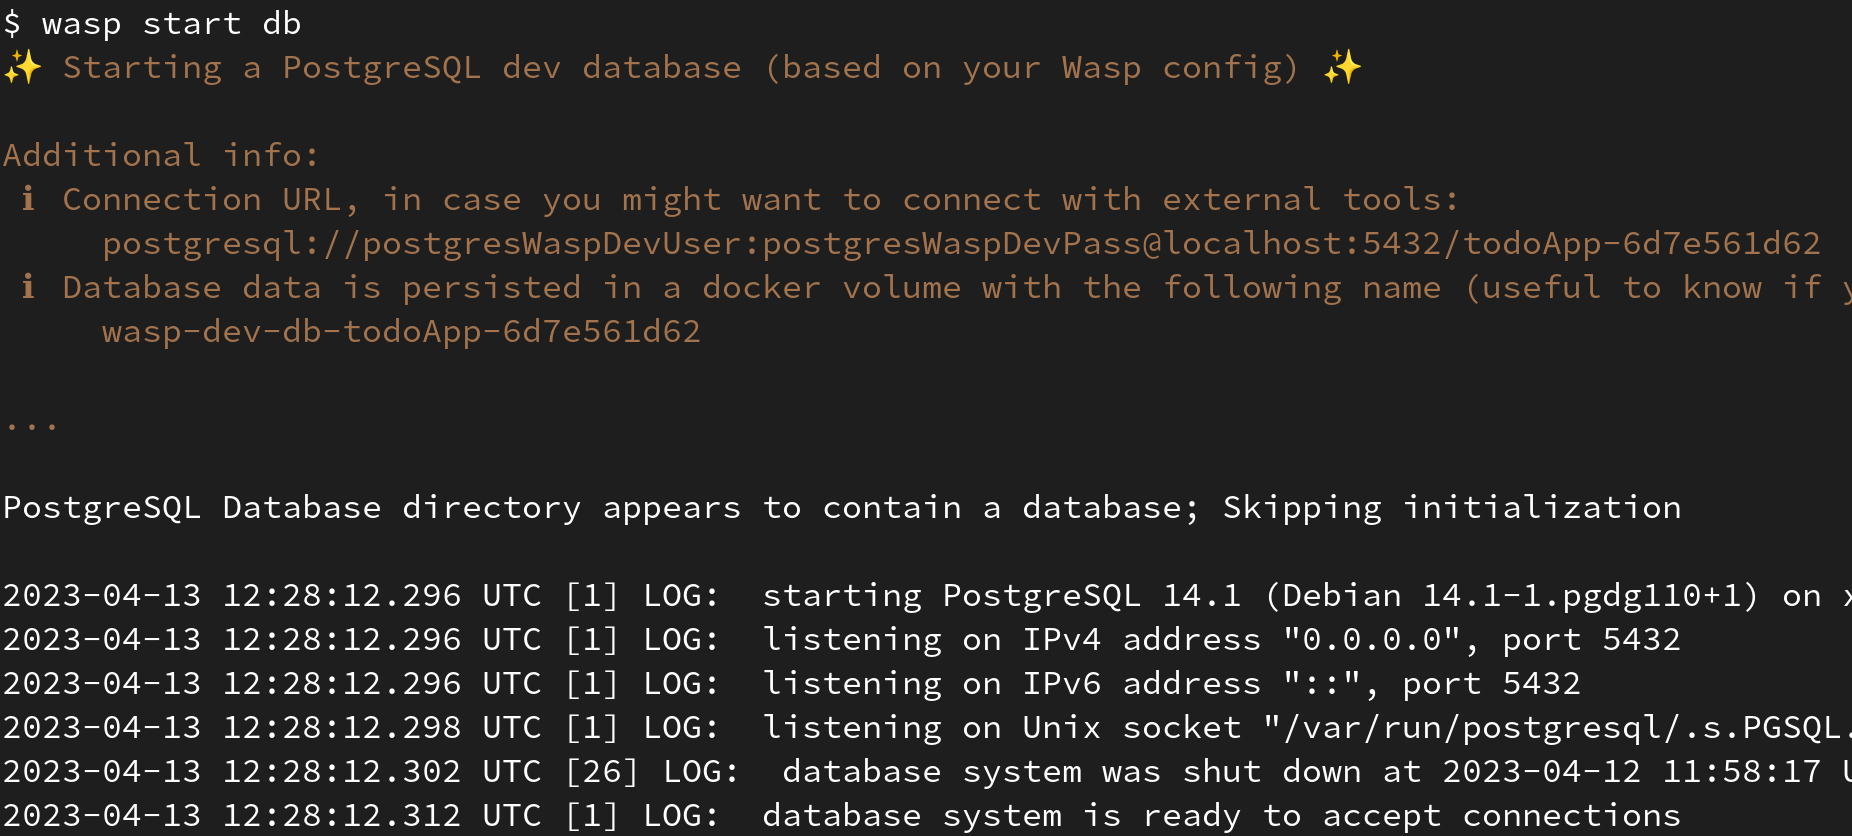 $ wasp start db
✨ Starting a PostgreSQL dev database (based on your Wasp config) ✨
Additional info:
ℹ Connection URL, in case you might want to connect with external tools:
postgresql://postgresWaspDevUser:postgresWaspDevPass@localhost:5432/todoApp-6d7e561d62
ℹ Database data is persisted in a docker volume with the following name (useful to know if
wasp-dev-db-todoApp-6d7e561d62
...
PostgreSQL Database directory appears to contain a database; Skipping initialization
2023-04-13 12:28:12.296 UTC [1] LOG:  starting PostgreSQL 14.1 (Debian 14.1-1.pgdg110+1) on
2023-04-13 12:28:12.296 UTC [1] LOG:  listening on IPv4 address "0.0.0.0", port 5432
2023-04-13 12:28:12.296 UTC [1] LOG:  listening on IPv6 address "::", port 5432
2023-04-13 12:28:12.298 UTC [1] LOG:  listening on Unix socket "/var/run/postgresql/.s.PGSQL.
2023-04-13 12:28:12.302 UTC [26] LOG:  database system was shut down at 2023-04-12 11:58:17
2023-04-13 12:28:12.312 UTC [1] LOG:  database system is ready to accept connections